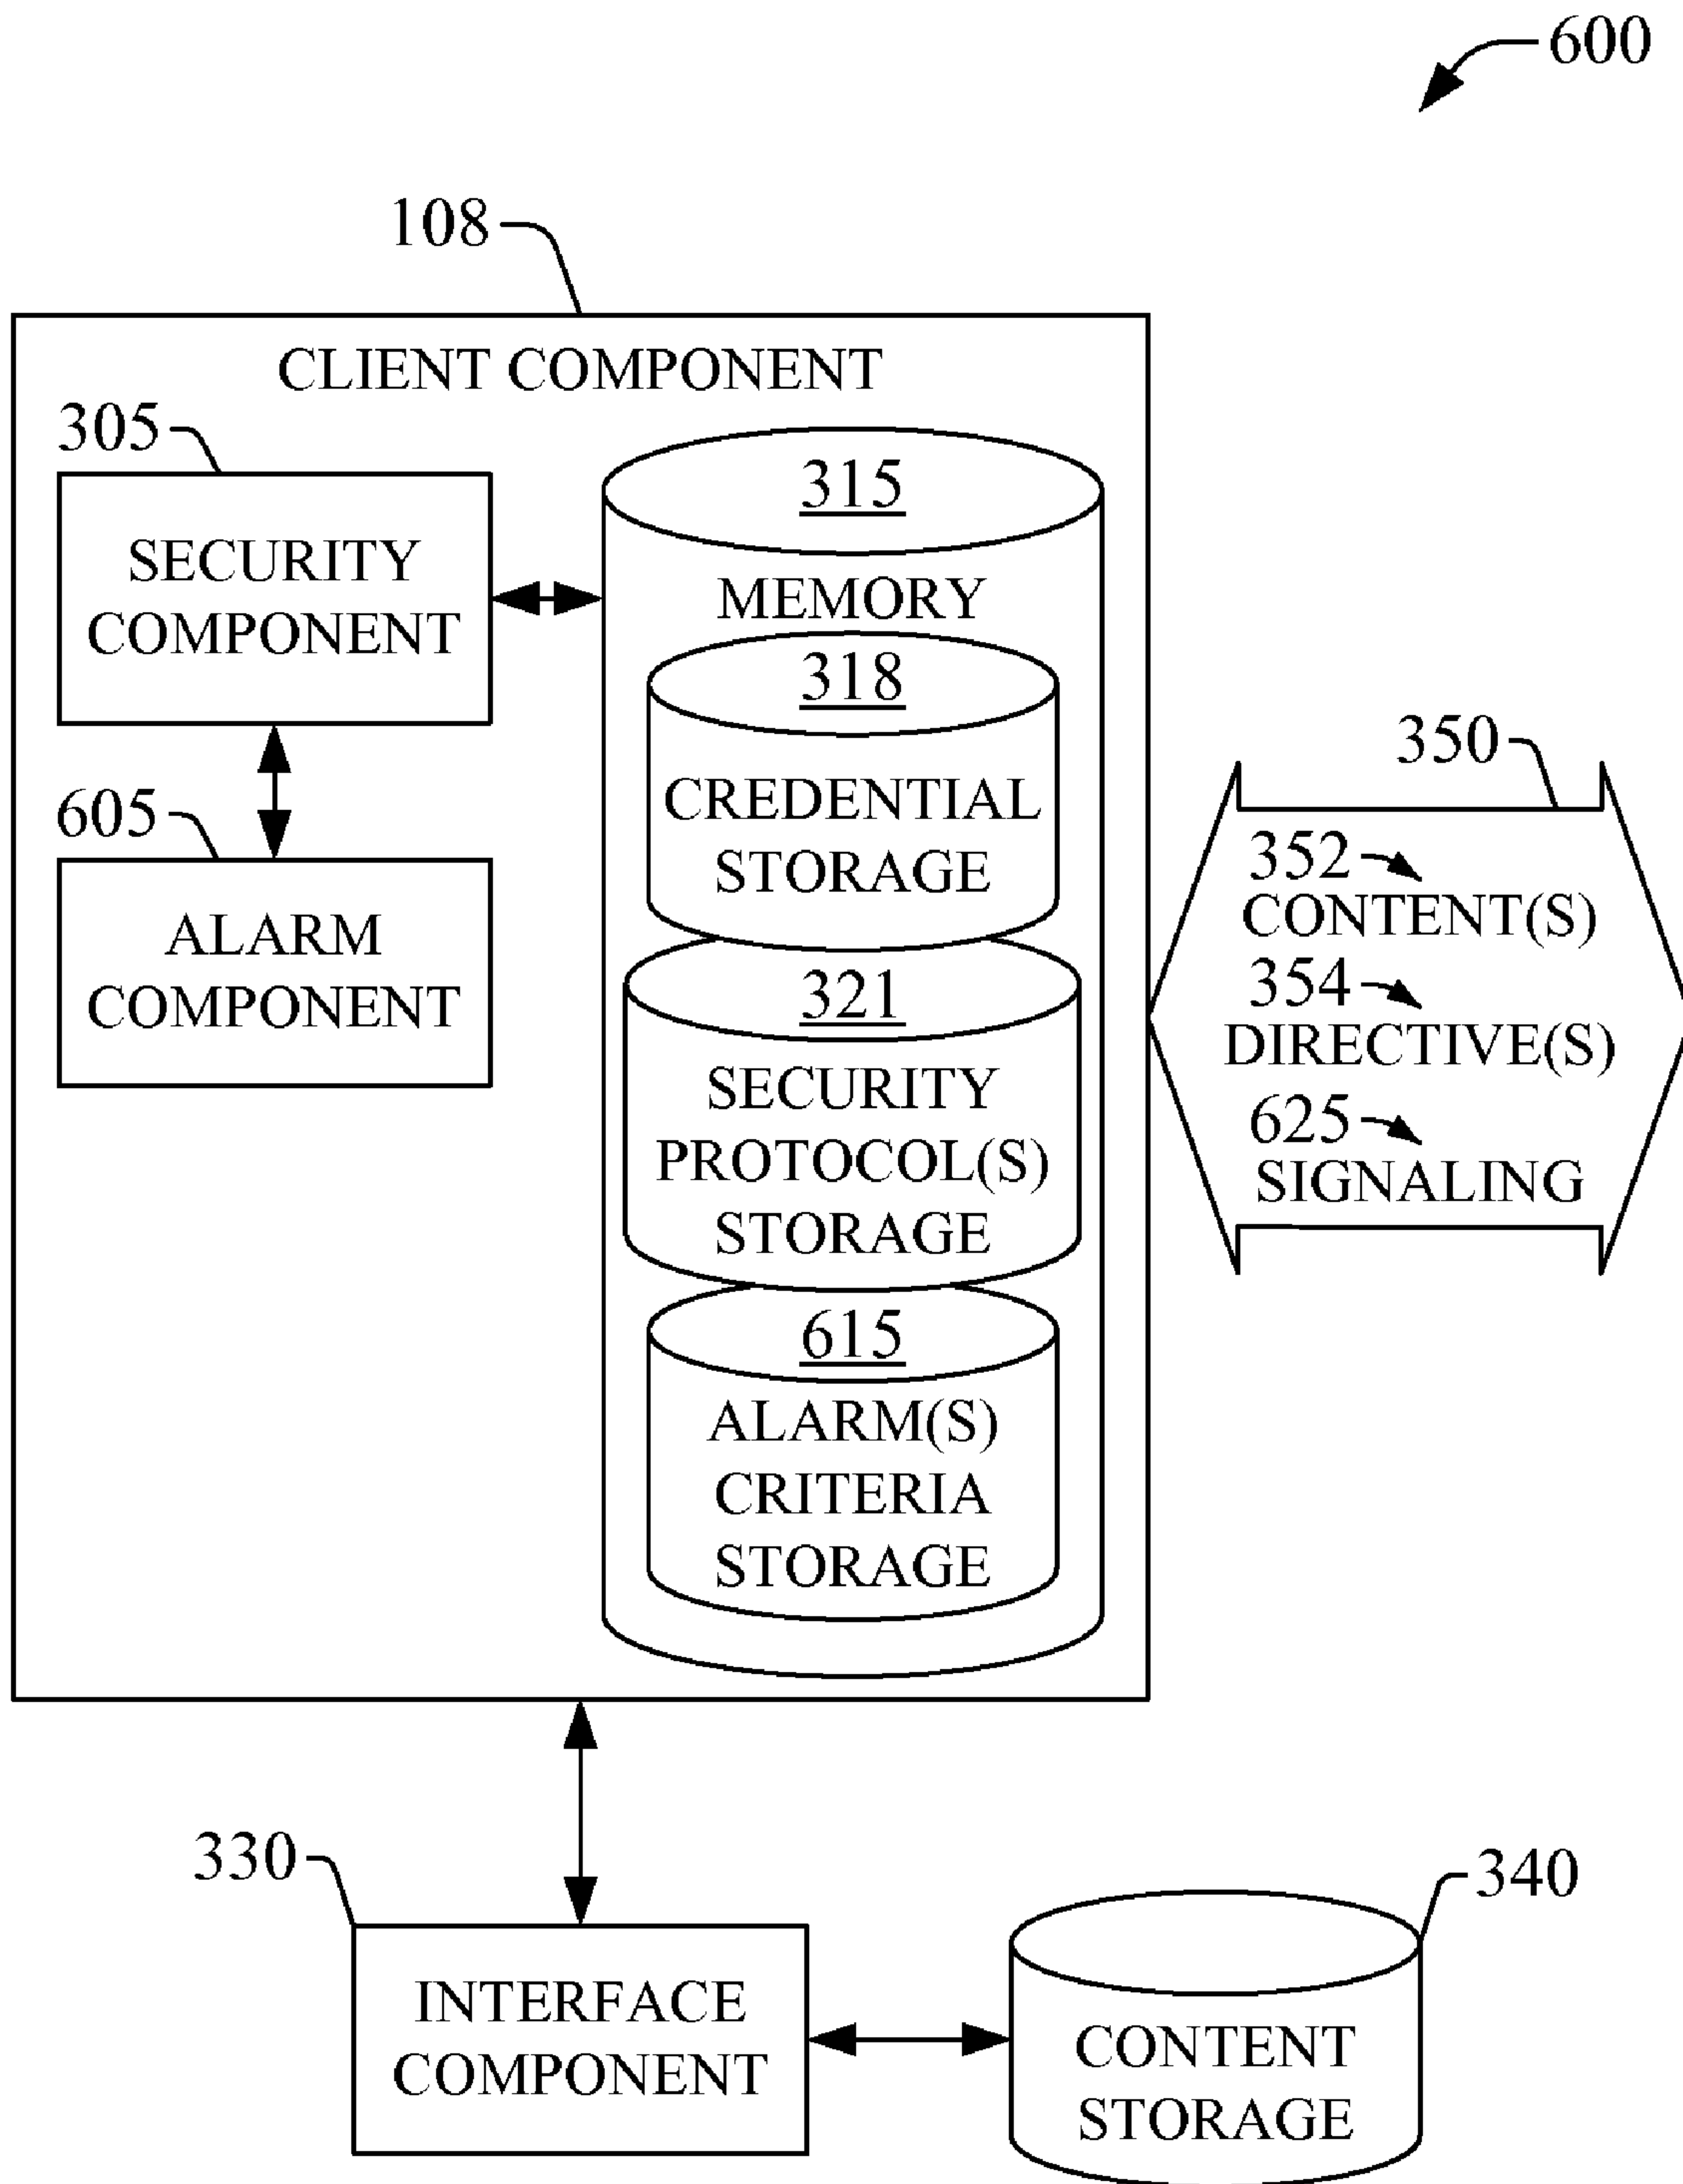 600
108
CLIENT COMPONENT
305
SECURITY
COMPONENT
605
ALARM
COMPONENT
315
MEMORY
318
CREDENTIAL
STORAGE
321
SECURITY
PROTOCOL(S)
STORAGE
615
ALARM(S)
CRITERIA
STORAGE
350
352
CONTENT(S)
354
DIRECTIVE(S)
625
SIGNALING
330
INTERFACE
COMPONENT
340
CONTENT
STORAGE